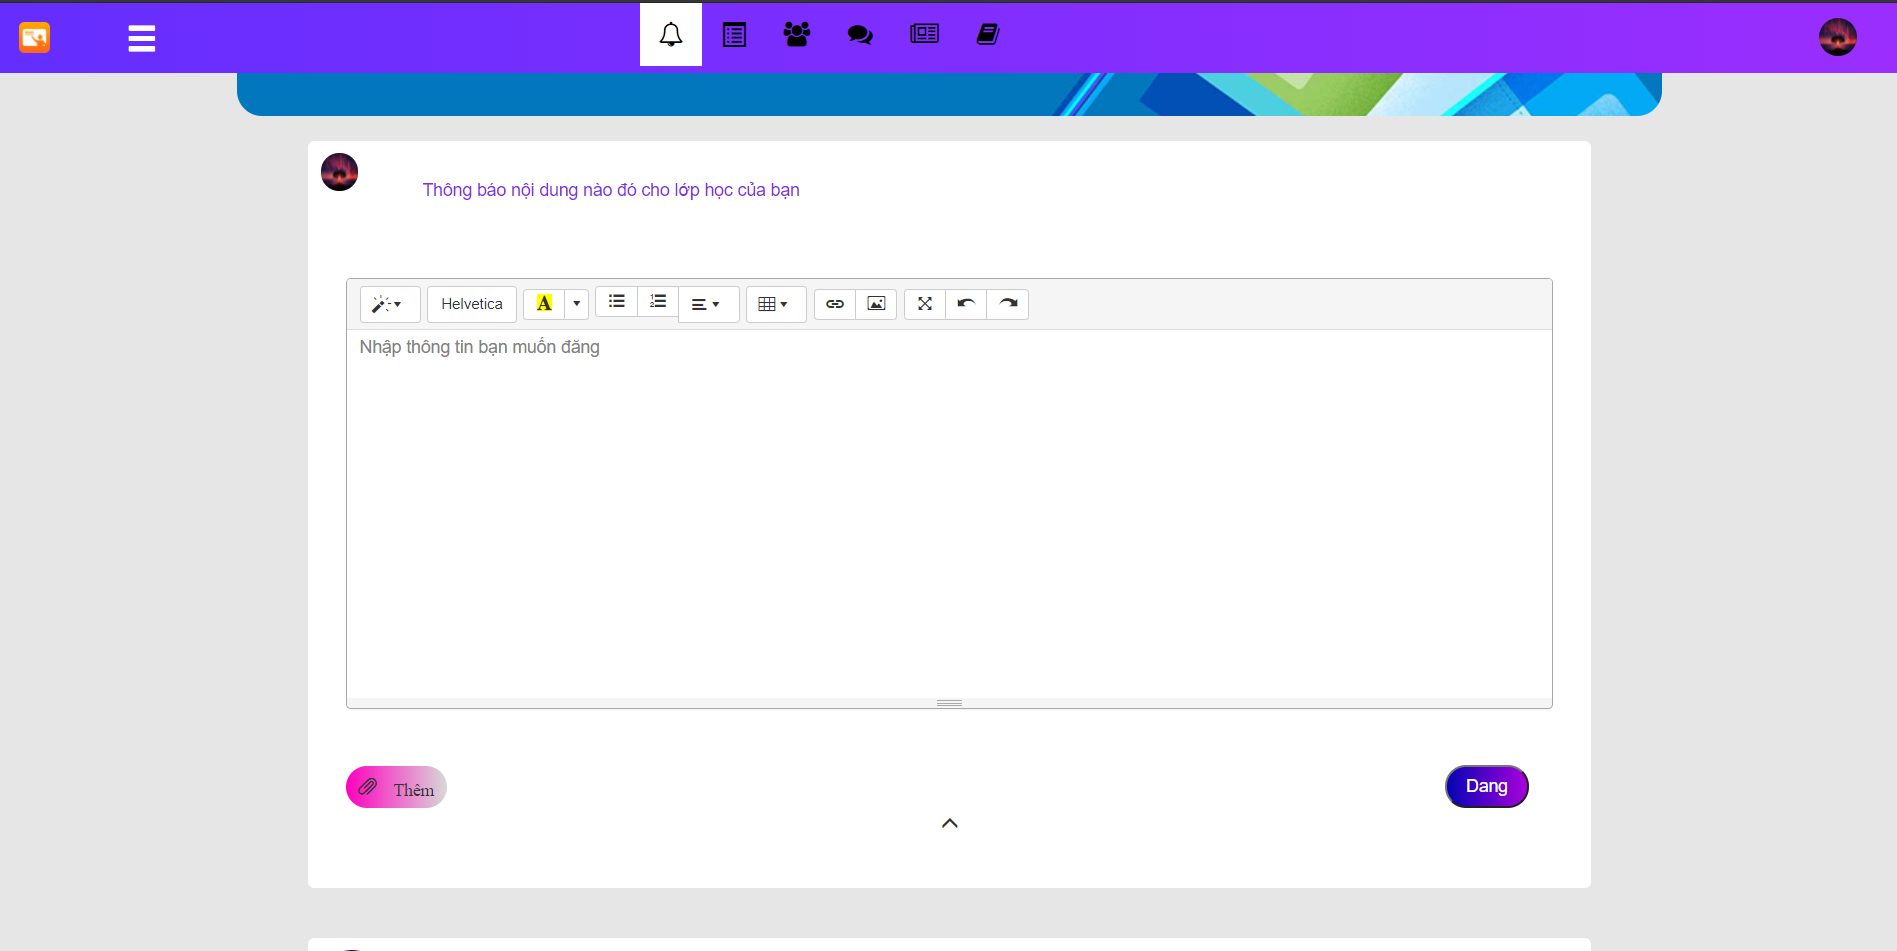 Thông báo nội dung nào đó cho lớp học của bạn
Helvetica A
Nhập thông tin bạn muốn đăng
Thêm
Dang